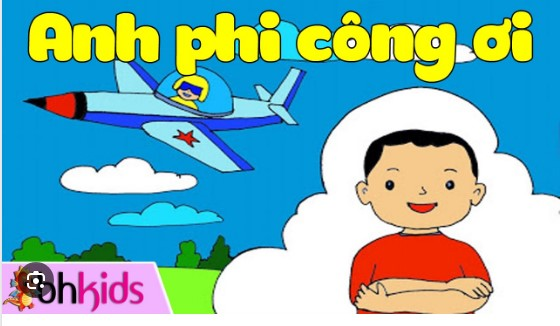 Anh phi công ơi
ohkids